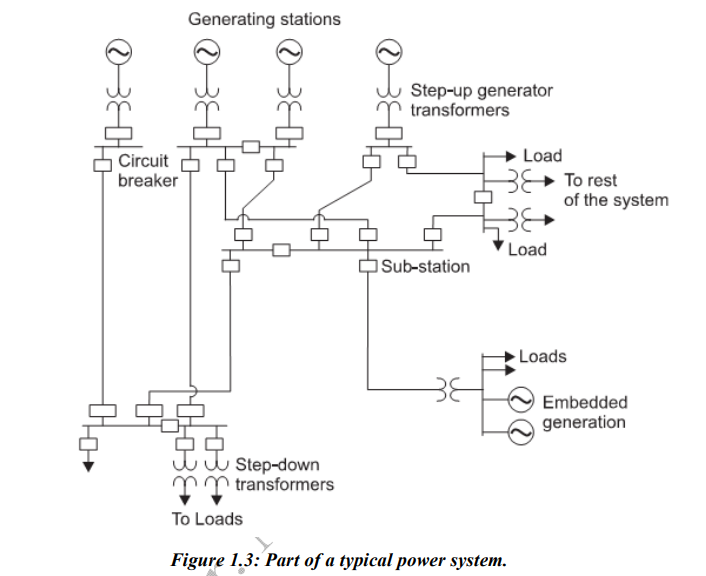 Generating stations
Step-up generator
transformers
Circuit
breaker
Load
To rest
of the system
Load
Sub-station
Loads
Embedded
generation
Step-down
transformers
To Loads
Figure 1.3: Part of a typical power system.